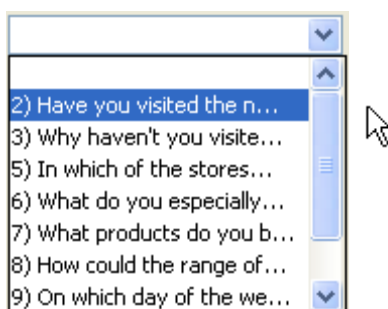 2) Have you visited the n...
3) Why haven't you visite...
5) In which of the stores...
6) What do you especially...
7) What products do you b...
8) How could the range of...
9) On which day of the we...